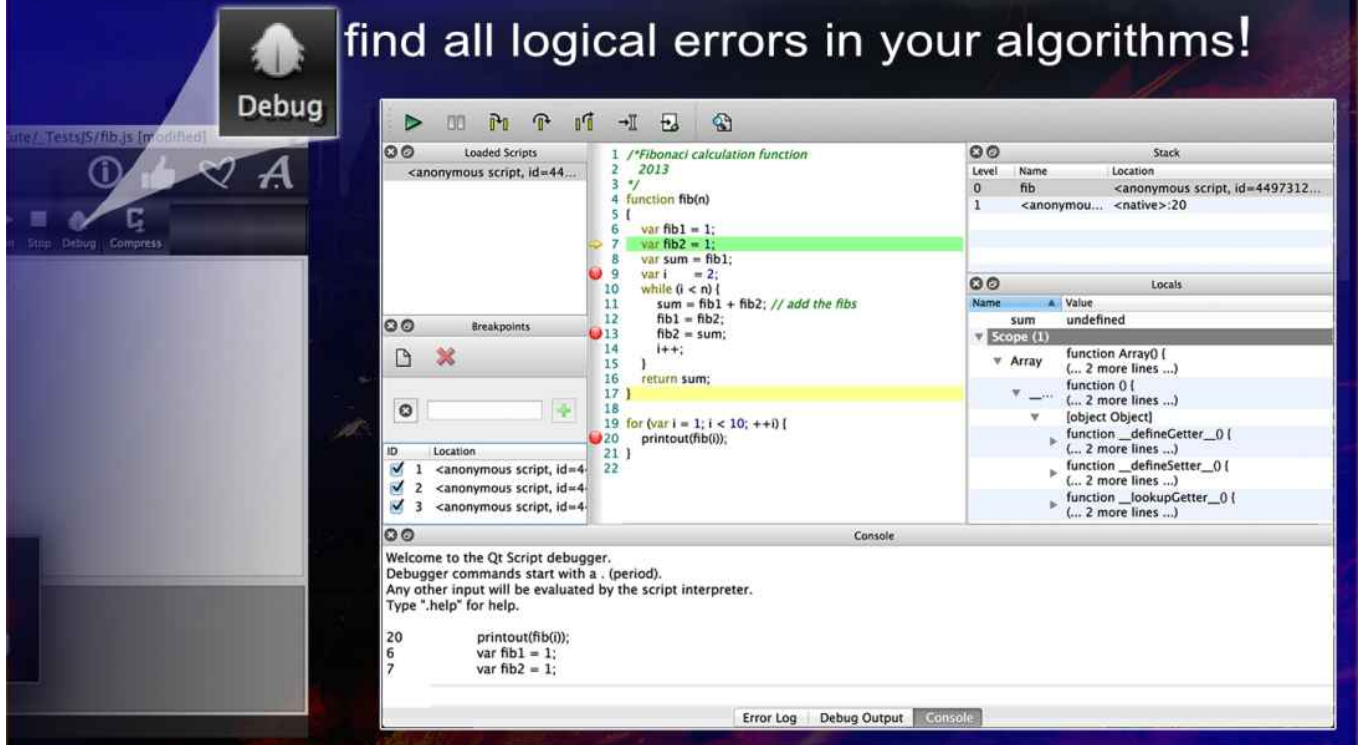 find all logical errors in your algorithms!
Debug
ute/_TestsJS/fib.js [modified]
Stop Debug Compress
Loaded Scripts
<anonymous script, id=44...
Breakpoints
ID Location
1 <anonymous script, id=4
2 <anonymous script, id=4
3 <anonymous script, id=4
1 /*Fibonaci calculation function
2 2013
3 */
4 function fib(n)
5 {
6 var fib1 = 1;
7 var fib2 = 1;
8 var sum = fib1;
9 var i = 2;
10 while (i < n) {
11 sum = fib1 + fib2; // add the fibs
12 fib1 = fib2;
13 fib2 = sum;
14 i++;
15 }
16 return sum;
17 }
18
19 for (var i = 1; i < 10; ++i) {
20 printout(fib(i));
21 }
22
Stack
Level Name Location
0 fib <anonymous script, id=4497312...
1 <anonymou... <native>:20
Locals
Name Value
sum undefined
Scope (1)
Array function Array() {
(... 2 more lines ...)
__... function () {
(... 2 more lines ...)
[object Object]
function __defineGetter__() {
(... 2 more lines ...)
function __defineSetter__() {
(... 2 more lines ...)
function __lookupGetter__() {
(... 2 more lines ...)
Console
Welcome to the Qt Script debugger.
Debugger commands start with a . (period).
Any other input will be evaluated by the script interpreter.
Type ".help" for help.
20 printout(fib(i));
6 var fib1 = 1;
7 var fib2 = 1;
Error Log Debug Output Console